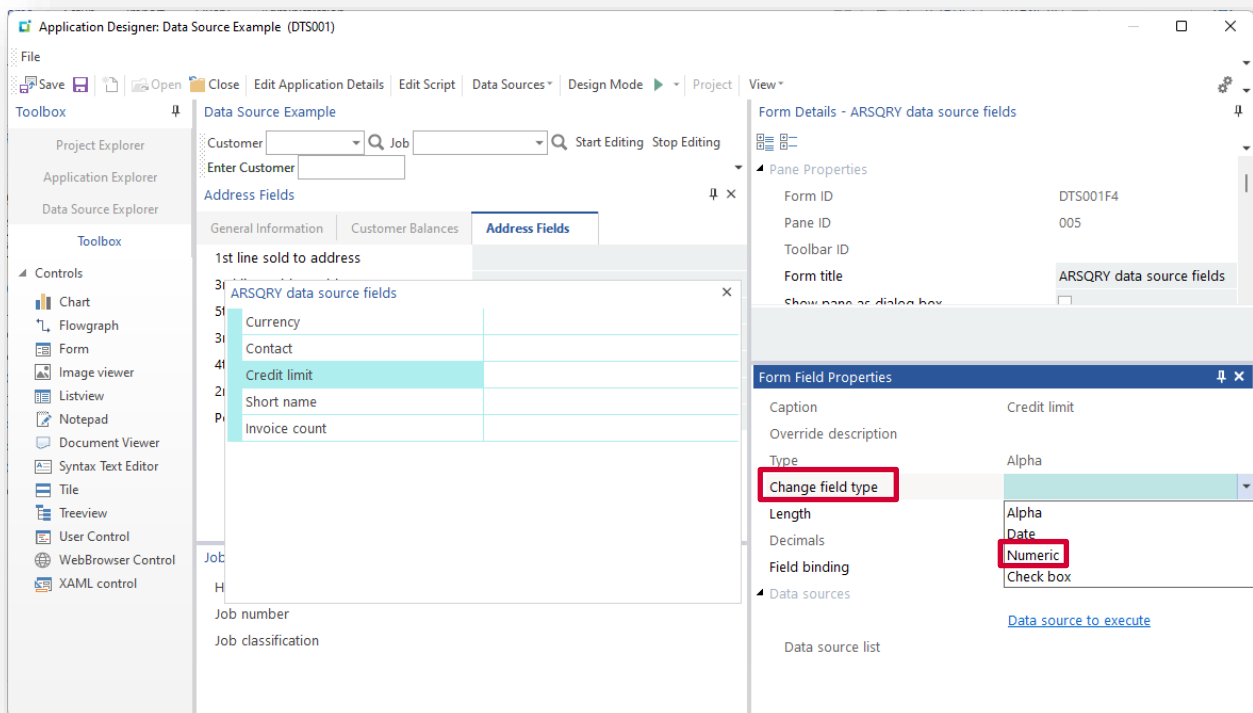 Application Designer: Data Source Example (DTS001)
File
Save Open Close Edit Application Details Edit Script Data Sources Design Mode Project View
Toolbox
Project Explorer
Application Explorer
Data Source Explorer
Toolbox
Controls
Chart
Flowgraph
Form
Image viewer
Listview
Notepad
Document Viewer
Syntax Text Editor
Tile
Treeview
User Control
WebBrowser Control
XAML control
Data Source Example
Customer Job Start Editing Stop Editing
Enter Customer
Address Fields
General Information Customer Balances Address Fields
1st line sold to address
ARSQRY data source fields
Currency
Contact
Credit limit
Short name
Invoice count
Job number
Job classification
Form Details - ARSQRY data source fields
Pane Properties
Form ID DTS001F4
Pane ID 005
Toolbar ID
Form title ARSQRY data source fields
Show pane as dialog box
Form Field Properties
Caption Credit limit
Override description
Type Alpha
Change field type
Length
Decimals
Field binding
Alpha
Date
Numeric
Check box
Data sources
Data source to execute
Data source list